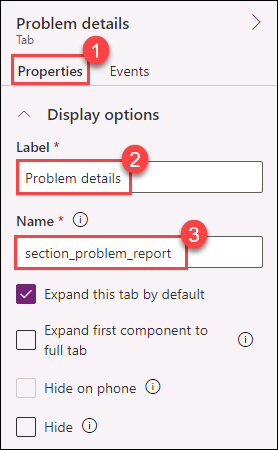 Problem details
Tab
1
Properties
Events
Display options
Label *
2
Problem details
Name *
3
section_problem_report
Expand this tab by default
Expand first component to
full tab
Hide on phone
Hide